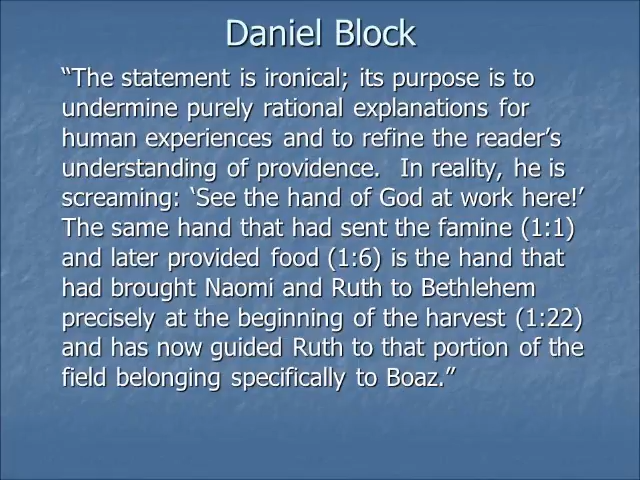 Daniel Block
“The statement is ironical; its purpose is to
undermine purely rational explanations for
human experiences and to refine the reader’s
understanding of providence.  In reality, he is
screaming: ‘See the hand of God at work here!’
The same hand that had sent the famine (1:1)
and later provided food (1:6) is the hand that
had brought Naomi and Ruth to Bethlehem
precisely at the beginning of the harvest (1:22)
and has now guided Ruth to that portion of the
field belonging specifically to Boaz.”